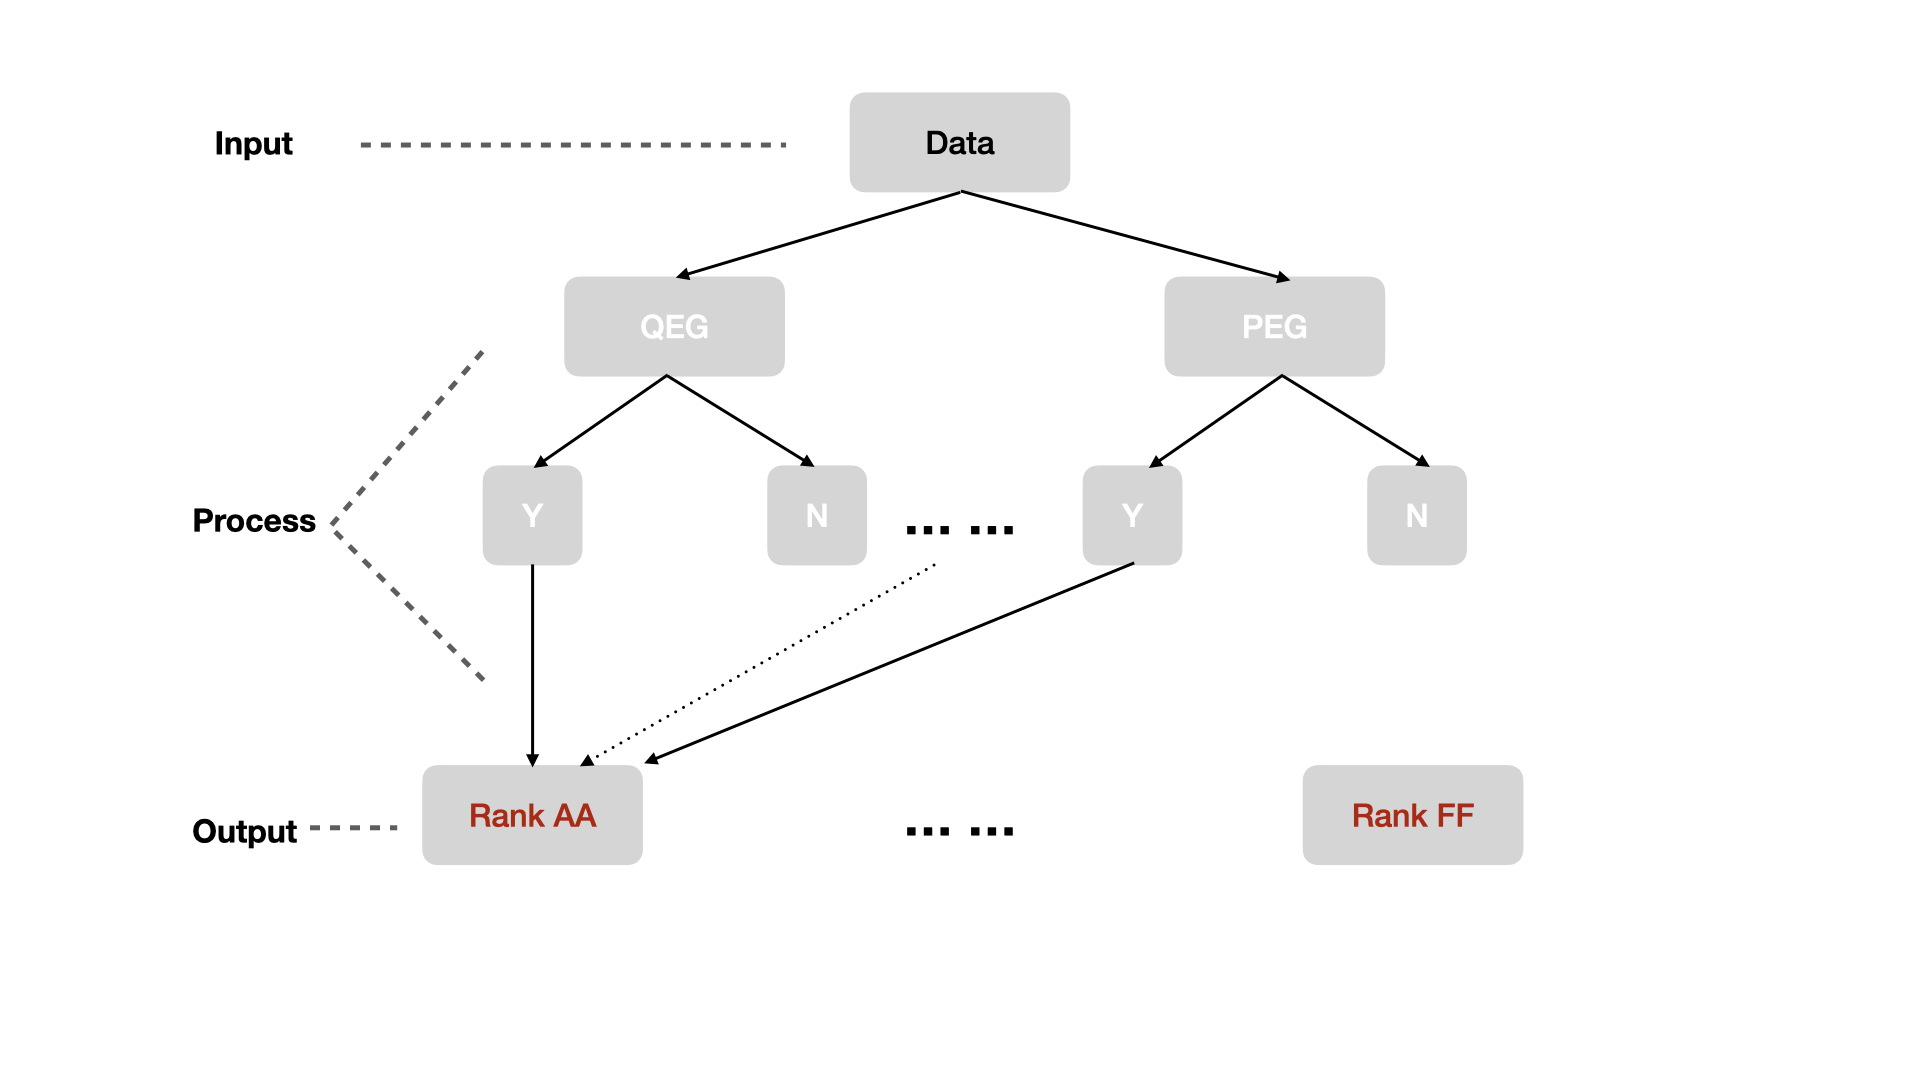 Input
Data
QEG
PEG
Process
Y
N
... ...
Y
N
Output
Rank AA
... ...
Rank FF